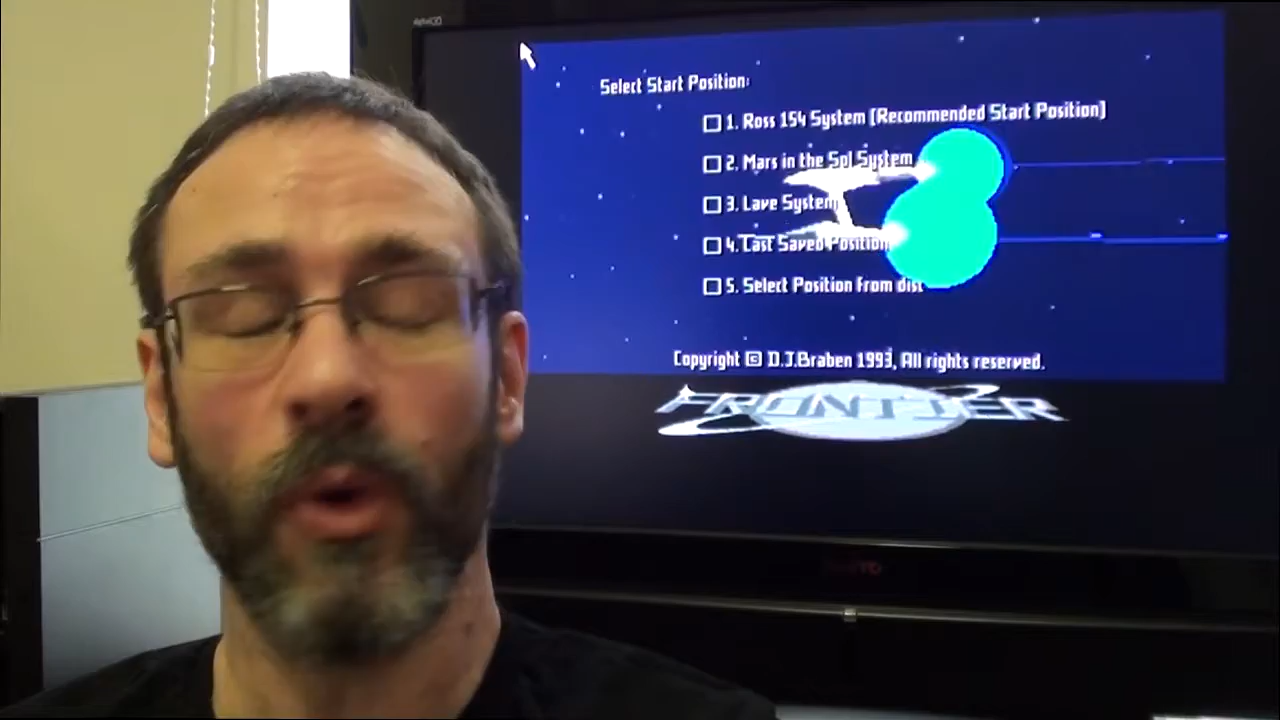 Select Start Position:
1. Ross 154 System (Recommended Start Position)
2. Mars in the Sol System
3. Lave System
4. Last Saved Position
5. Select Position from disk
Copyright © D.J.Braben 1993, All rights reserved.
FRONTIER